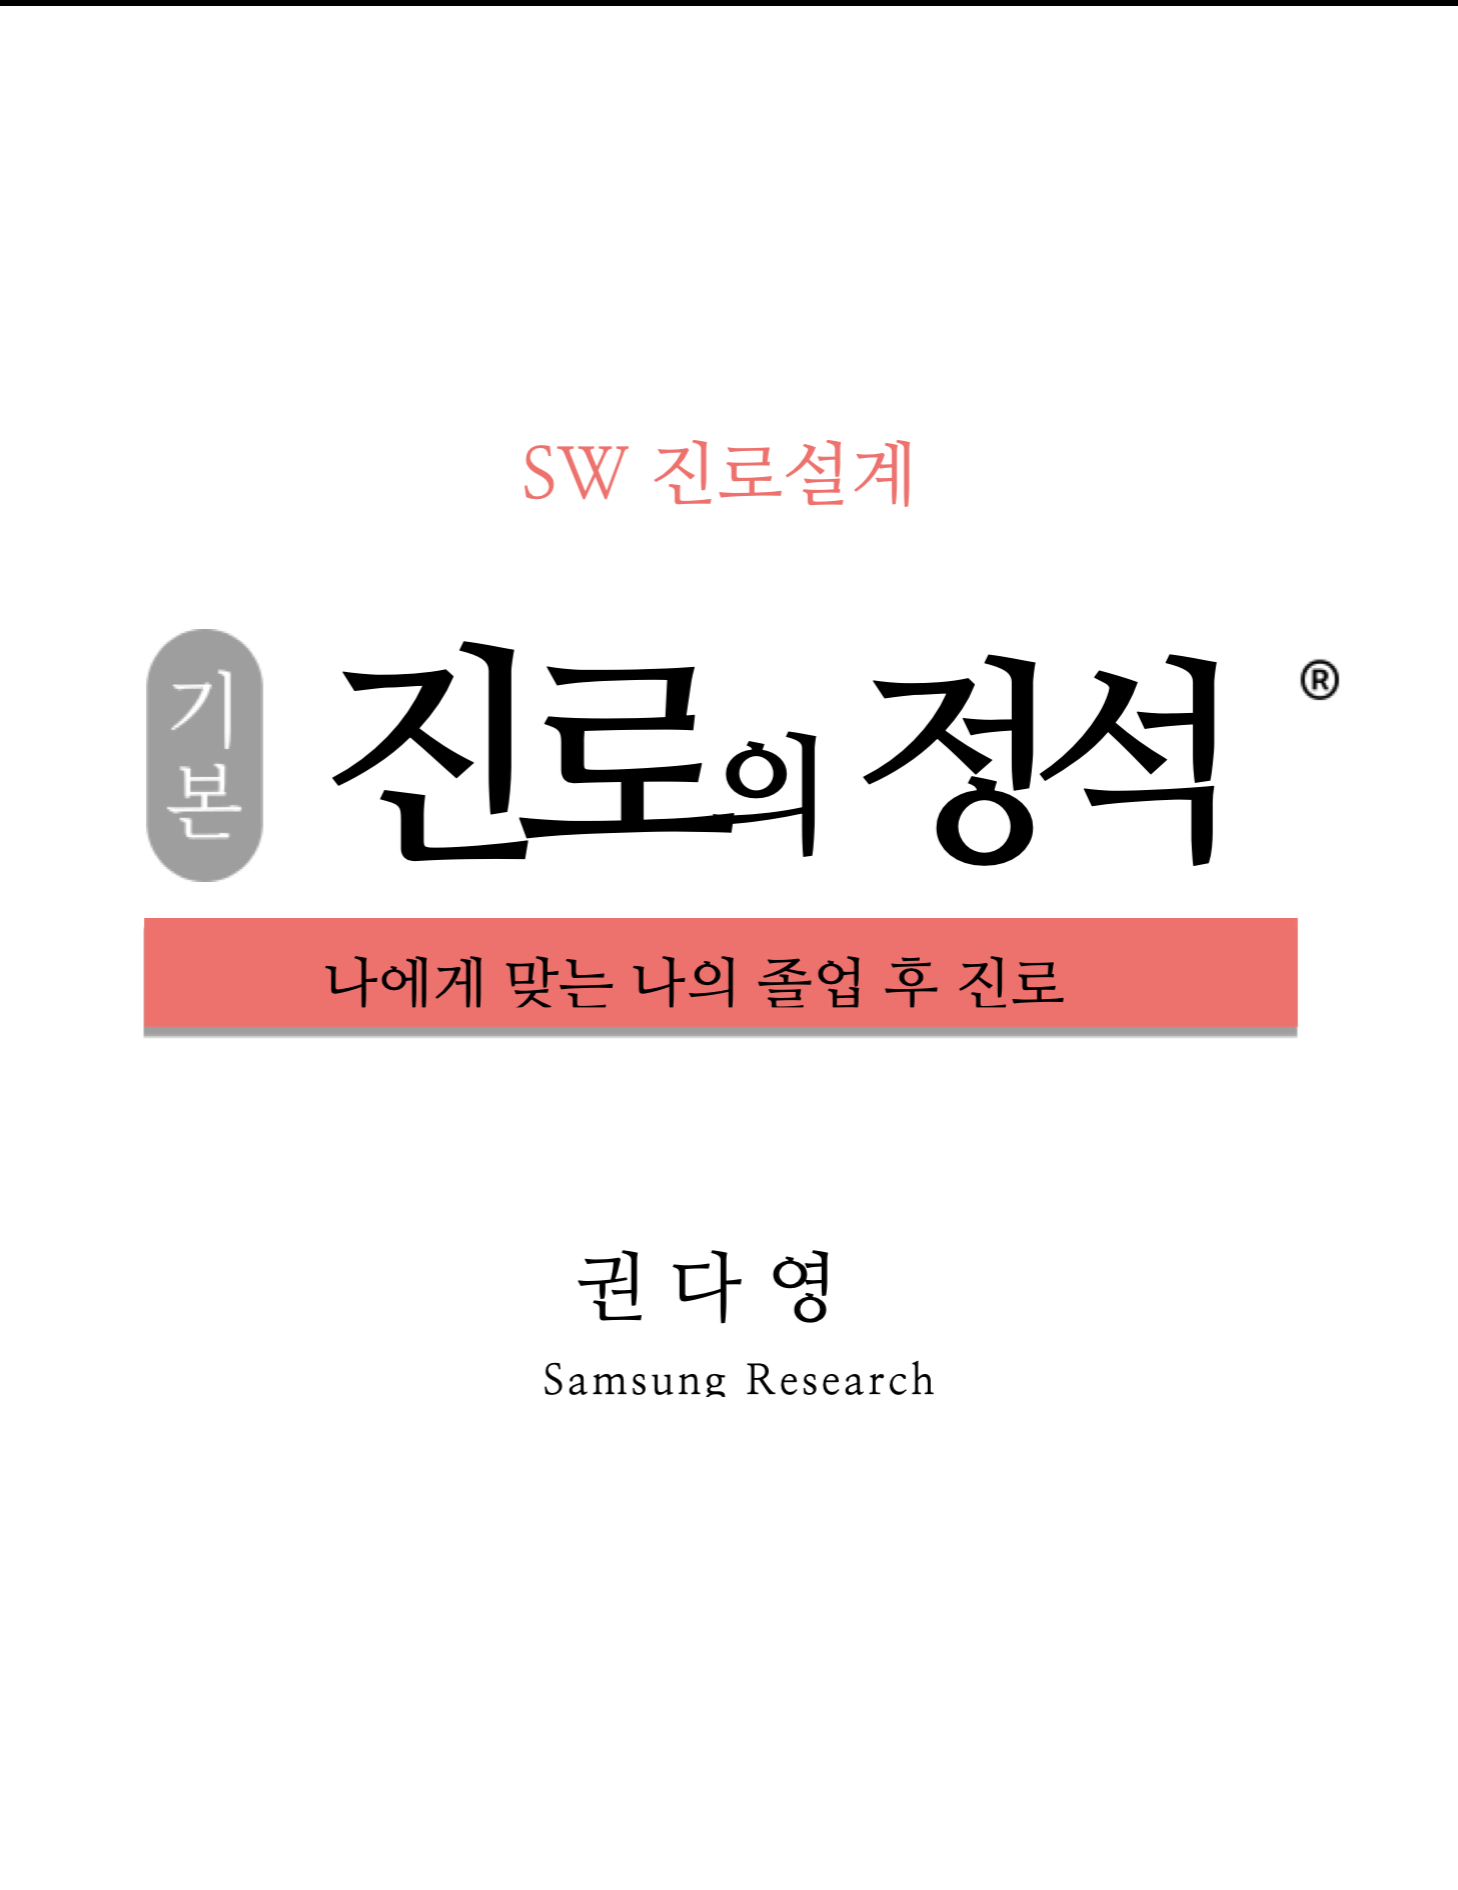 SW 진로설계
기본
진로의 정석 ®
나에게 맞는 나의 졸업 후 진로
권다영
Samsung Research